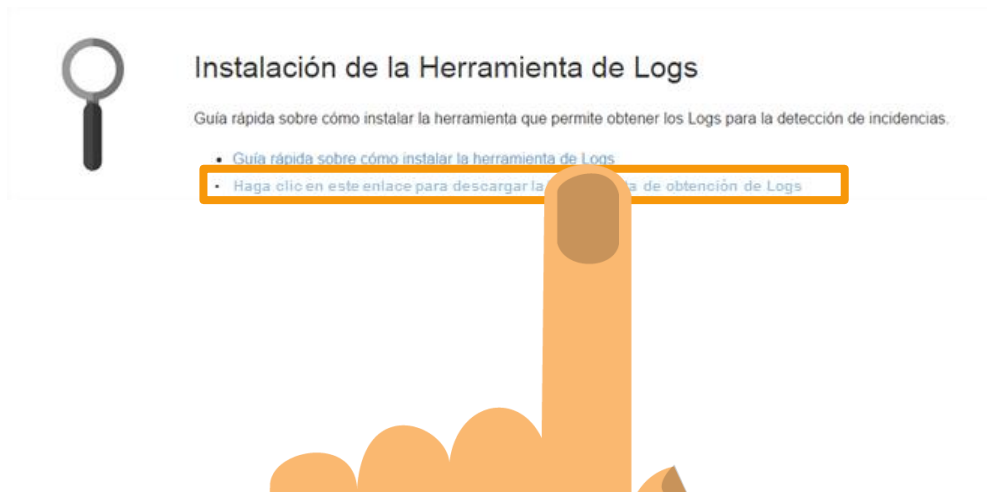 Instalación de la Herramienta de Logs
Guía rápida sobre cómo instalar la herramienta que permite obtener los Logs para la detección de incidencias.
• Guía rápida sobre cómo instalar la herramienta de Logs
• Haga clic en este enlace para descargar la de obtención de Logs